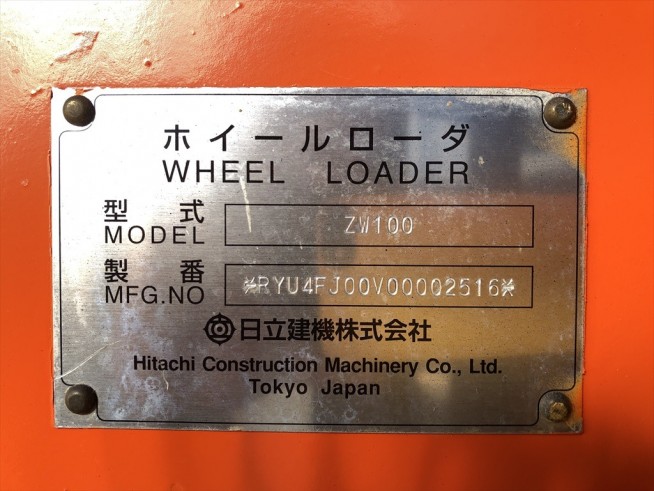 ホイールローダ
WHEEL LOADER
型式 ZW100
MODEL
製番 *RYU4FJ00V00002516*
MFG.NO
日立建機株式会社
Hitachi Construction Machinery Co., Ltd.
Tokyo Japan